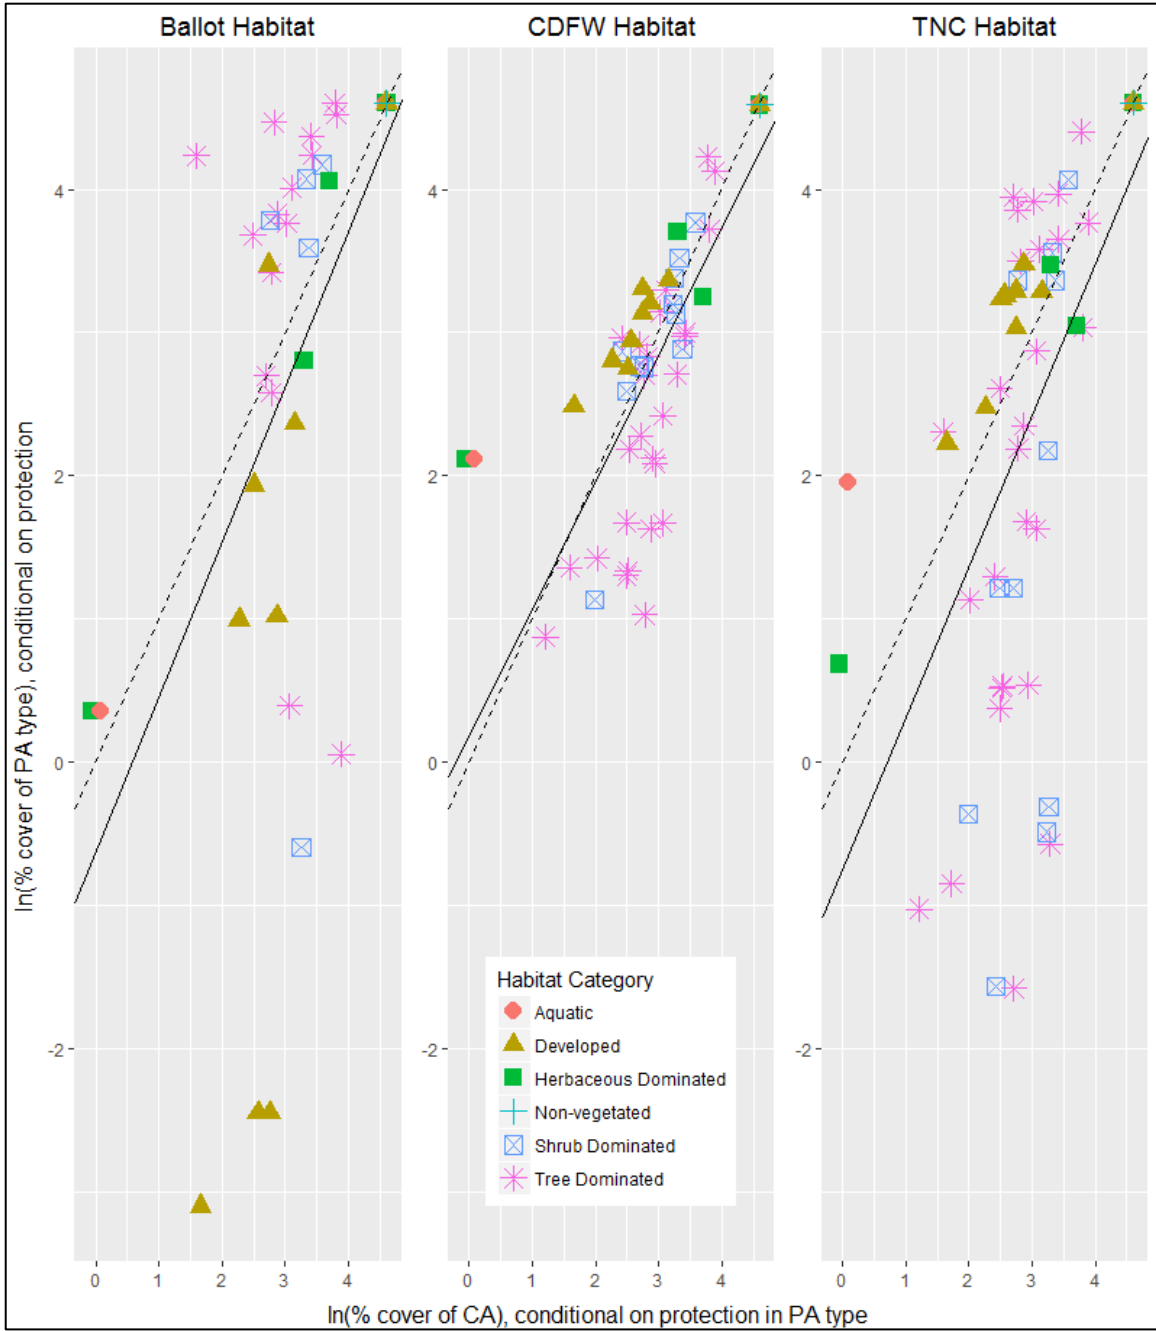 Ballot Habitat
CDFW Habitat
TNC Habitat
ln(% cover of PA type), conditional on protection
4
2
0
-2
4
2
0
-2
4
2
0
-2
Habitat Category
Aquatic
Developed
Herbaceous Dominated
Non-vegetated
Shrub Dominated
Tree Dominated
0 2 3 4
0 2 3 4
0 2 3 4
ln(% cover of CA), conditional on protection in PA type